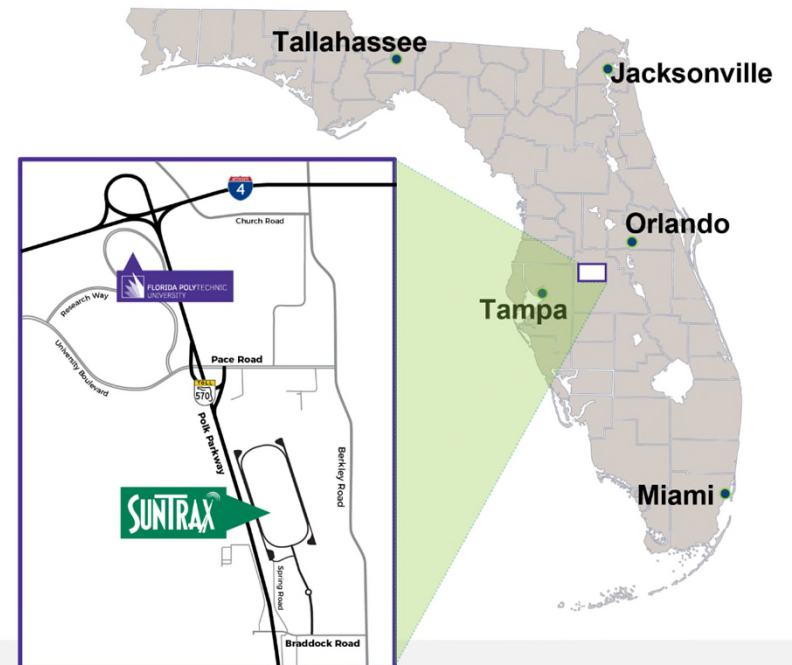 Tallahassee
Jacksonville
Orlando
Tampa
Miami
INTERSTATE
4
Church Road
FLORIDA POLYTECHNIC
UNIVERSITY
Research Way
University Boulevard
Pace Road
TOLL
570
Polk Parkway
Berkley Road
SUNTRAX
Spring Road
Braddock Road